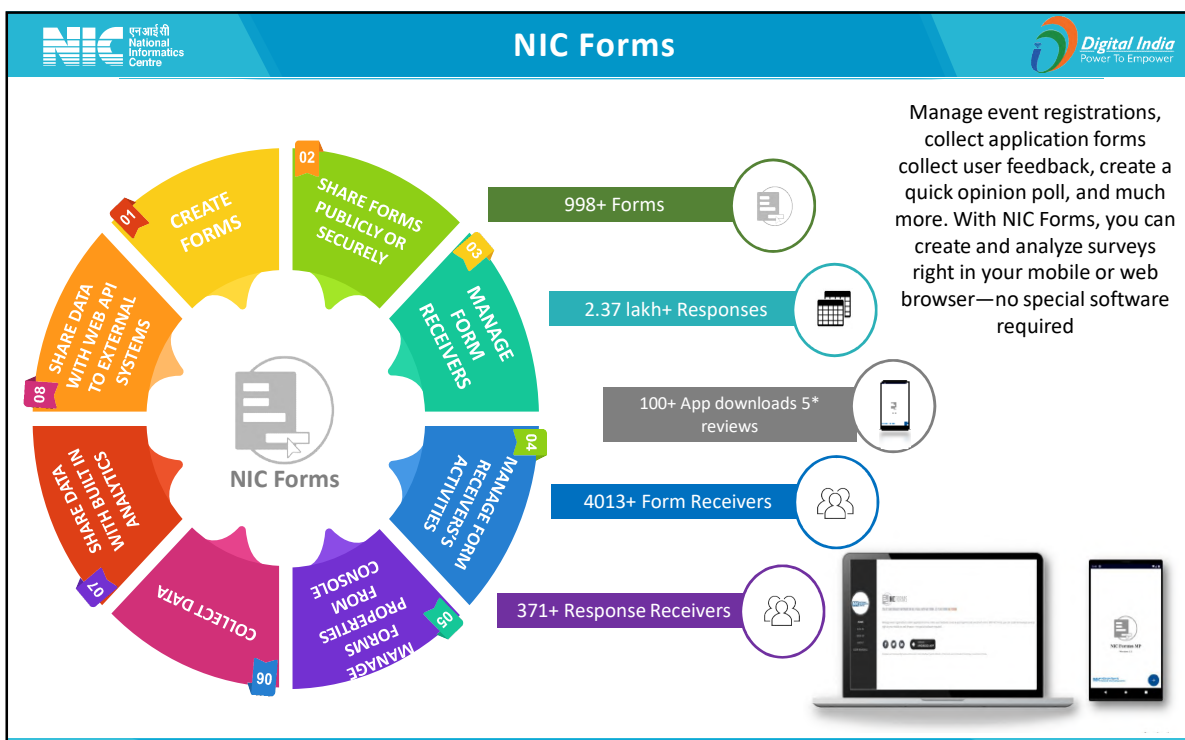 एन आई सी
NIC National
Informatics
Centre
NIC Forms
Digital India
Power To Empower
01
CREATE
FORMS
02
SHARE FORMS
PUBLICLY OR
SECURELY
03
MANAGE
FORM
RECEIVERS
04
MANAGE FORM
RECEIVERS'S
ACTIVITIES
05
MANAGE
FORMS
PROPERTIES
FROM
CONSOLE
06
COLLECT DATA
07
SHARE DATA
WITH BUILT IN
ANALYTICS
08
SHARE DATA
WITH WEB API
TO EXTERNAL
SYSTEMS
NIC Forms
998+ Forms
2.37 lakh+ Responses
100+ App downloads 5*
reviews
4013+ Form Receivers
371+ Response Receivers
Manage event registrations,
collect application forms
collect user feedback, create a
quick opinion poll, and much
more. With NIC Forms, you can
create and analyze surveys
right in your mobile or web
browser—no special software
required
NIC Forms MP